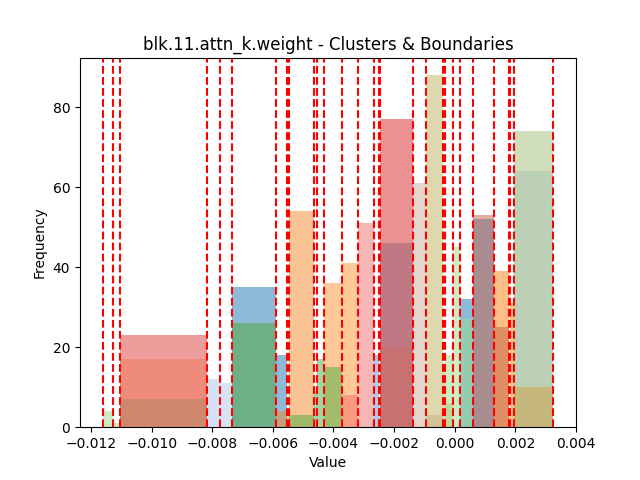 blk.11.attn_k.weight - Clusters & Boundaries
Frequency
80
60
40
20
0
−0.012 −0.010 −0.008 −0.006 −0.004 −0.002 0.000 0.002 0.004
Value